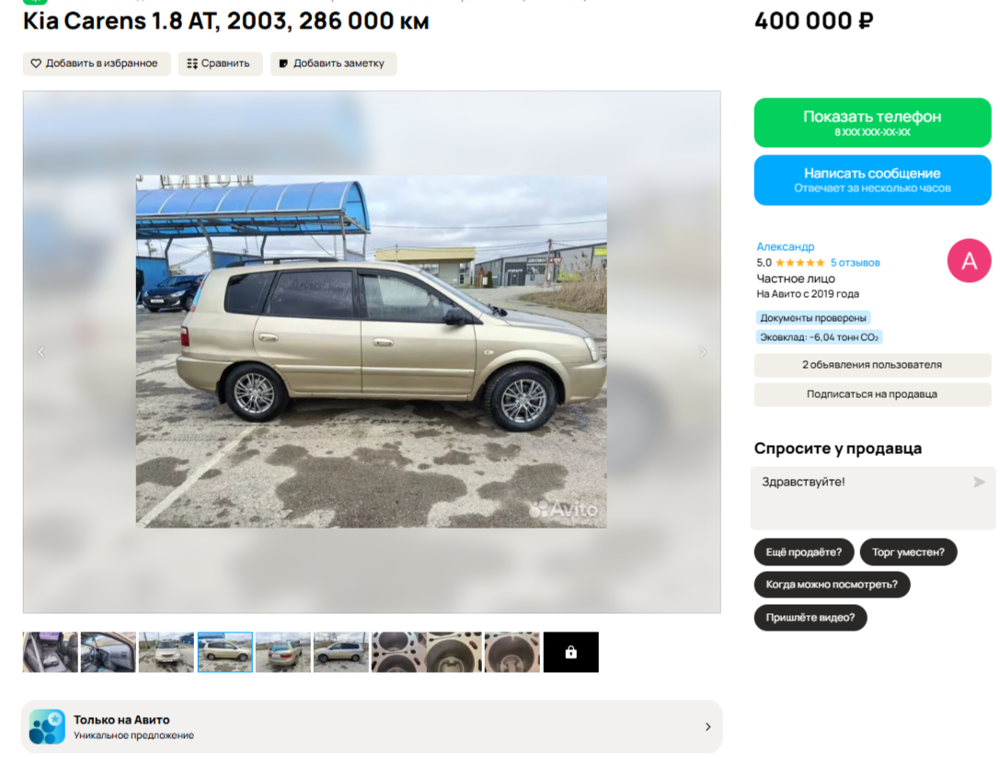 Kia Carens 1.8 AT, 2003, 286 000 км
400 000 ₽
Добавить в избранное
Сравнить
Добавить заметку
Показать телефон
8 XXX XXX-XX-XX
Написать сообщение
Отвечает за несколько часов
Александр
5,0 ★★★★★ 5 отзывов
Частное лицо
На Авито с 2019 года
A
Документы проверены
Эковклад: −6,04 тонн CO₂
2 объявления пользователя
Подписаться на продавца
Спросите у продавца
Здравствуйте!
Ещё продаёте?
Торг уместен?
Когда можно посмотреть?
Пришлёте видео?
Avito
Только на Авито
Уникальное предложение